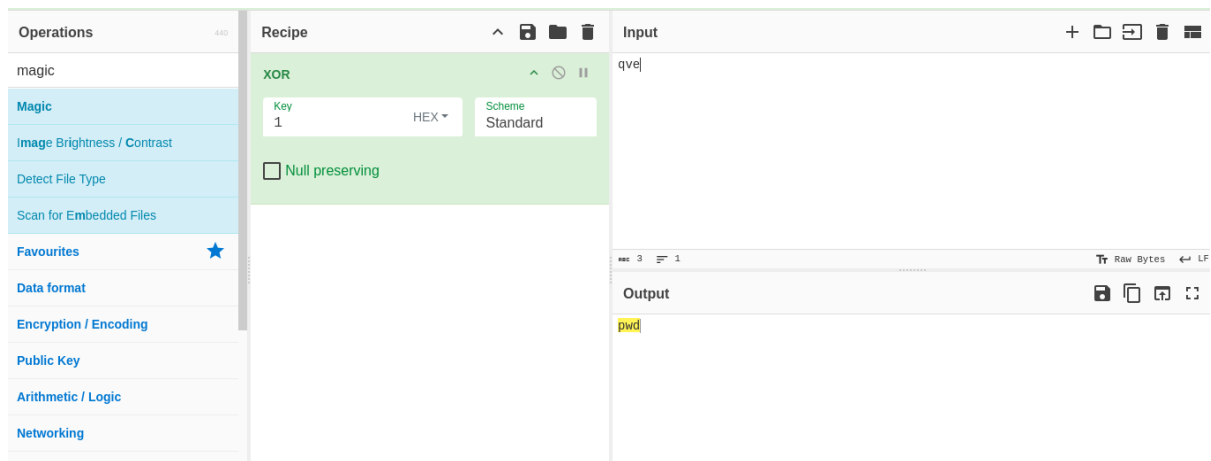 Operations 440
magic
Magic
Image Brightness / Contrast
Detect File Type
Scan for Embedded Files
Favourites
Data format
Encryption / Encoding
Public Key
Arithmetic / Logic
Networking
Recipe
XOR
Key
1
HEX
Scheme
Standard
Null preserving
Input
qve
3 1 Raw Bytes LF
Output
pwd